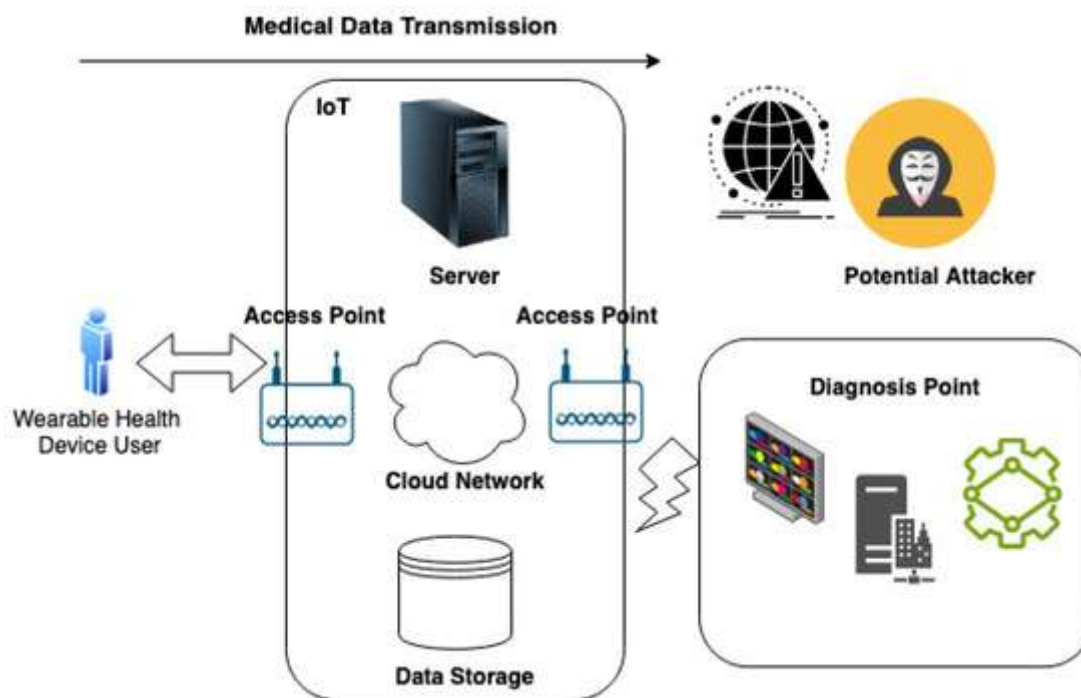 Medical Data Transmission
IoT
Server
Potential Attacker
Access Point
Access Point
Wearable Health
Device User
Cloud Network
Diagnosis Point
Data Storage